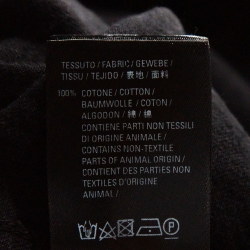 TESSUTO / FABRIC / GEWEBE /
TISSU / TEJIDO / 表地 / 面料
100% COTONE / COTTON /
BAUMWOLLE / COTON /
ALGODON / 綿 / 棉
CONTIENE PARTI NON TESSILI
DI ORIGINE ANIMALE /
CONTAINS NON-TEXTILE
PARTS OF ANIMAL ORIGIN /
CONTIENT DES PARTIES NON
TEXTILES D'ORIGINE
ANIMALE /